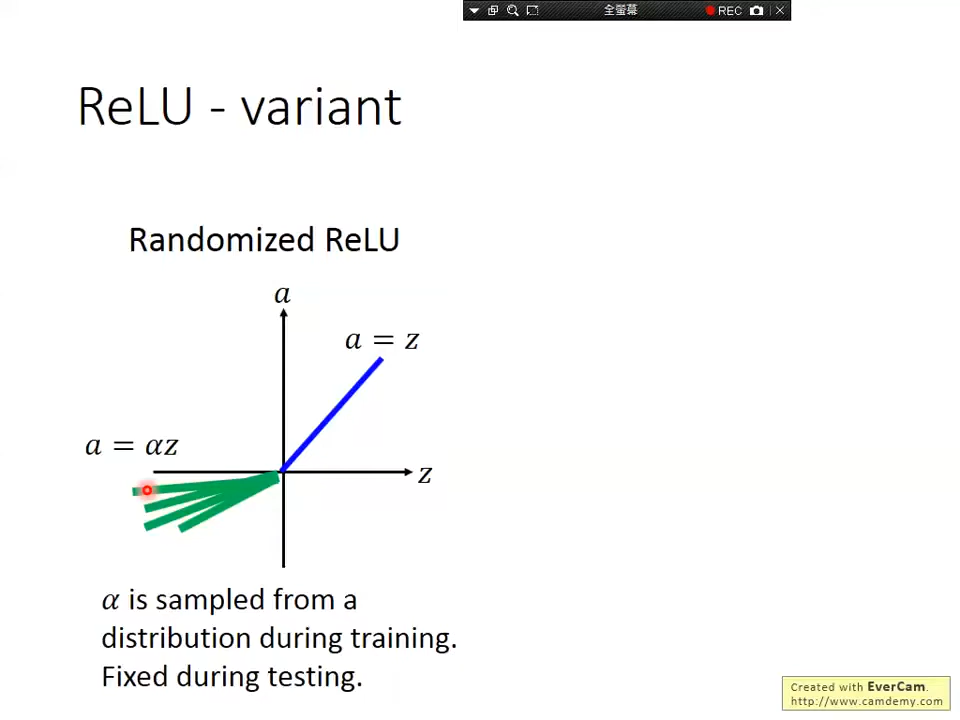 全螢幕
REC
ReLU - variant
Randomized ReLU
a
a = z
a = αz
z
α is sampled from a
distribution during training.
Fixed during testing.
Created with EverCam.
http://www.camdemy.com